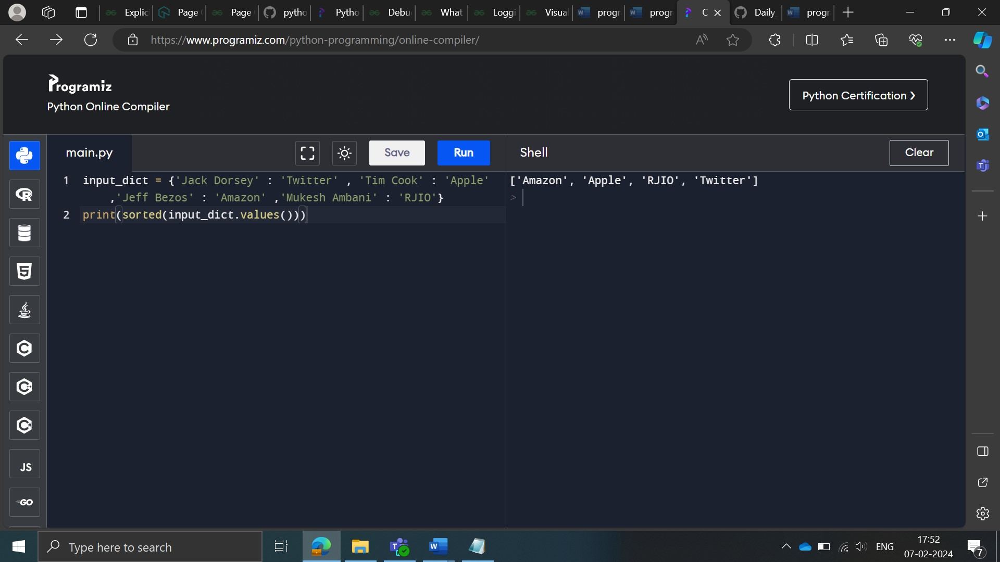 Explic Page Page pytho Pytho Debu What Loggi Visua progr progr C Daily_ progr
https://www.programiz.com/python-programming/online-compiler/
Programiz
Python Online Compiler
Python Certification ❯
main.py Save Run Shell Clear
1 input_dict = {'Jack Dorsey' : 'Twitter' , 'Tim Cook' : 'Apple'
,'Jeff Bezos' : 'Amazon' ,'Mukesh Ambani' : 'RJIO'}
2 print(sorted(input_dict.values()))
['Amazon', 'Apple', 'RJIO', 'Twitter']
>
JS
GO
Type here to search
ENG
17:52
07-02-2024
7